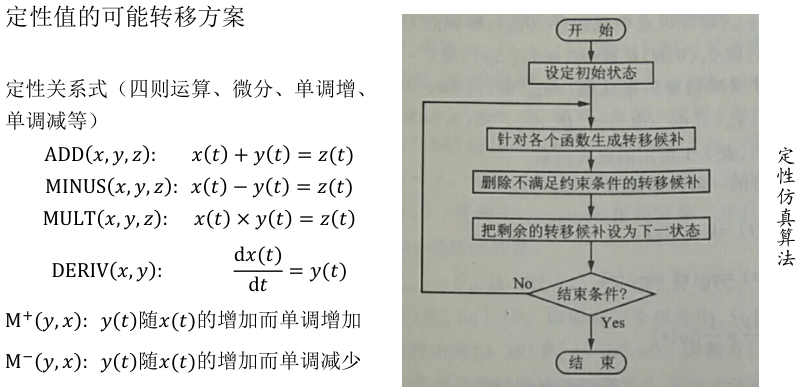 定性值的可能转移方案
定性关系式（四则运算、微分、单调增、
单调减等）
ADD(x, y, z): x(t) + y(t) = z(t)
MINUS(x, y, z): x(t) − y(t) = z(t)
MULT(x, y, z): x(t) × y(t) = z(t)
DERIV(x, y): dx(t)/dt = y(t)
M⁺(y, x): y(t)随x(t)的增加而单调增加
M⁻(y, x): y(t)随x(t)的增加而单调减少
开 始
设定初始状态
针对各个函数生成转移候补
删除不满足约束条件的转移候补
把剩余的转移候补设为下一状态
No
结束条件?
Yes
结 束
定性仿真算法